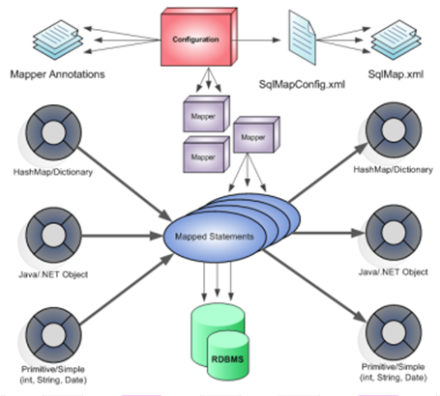 Configuration
Mapper Annotations
SqlMapConfig.xml
SqlMap.xml
Mapper
Mapper
Mapper
HashMap/Dictionary
HashMap/Dictionary
Mapped Statements
Java/.NET Object
Java/.NET Object
RDBMS
Primitive/Simple
(int, String, Date)
Primitive/Simple
(int, String, Date)